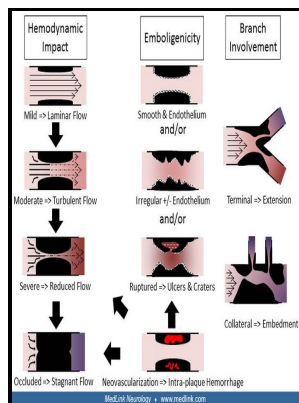 Hemodynamic
Impact
Mild => Laminar Flow
Moderate => Turbulent Flow
Severe => Reduced Flow
Occluded => Stagnant Flow
Emboligenicity
Smooth & Endothelium
and/or
Irregular +/- Endothelium
and/or
Ruptured => Ulcers & Craters
Neovascularization => Intra-plaque Hemorrhage
Branch
Involvement
Terminal => Extension
Collateral => Embedment
MedLink Neurology • www.medlink.com